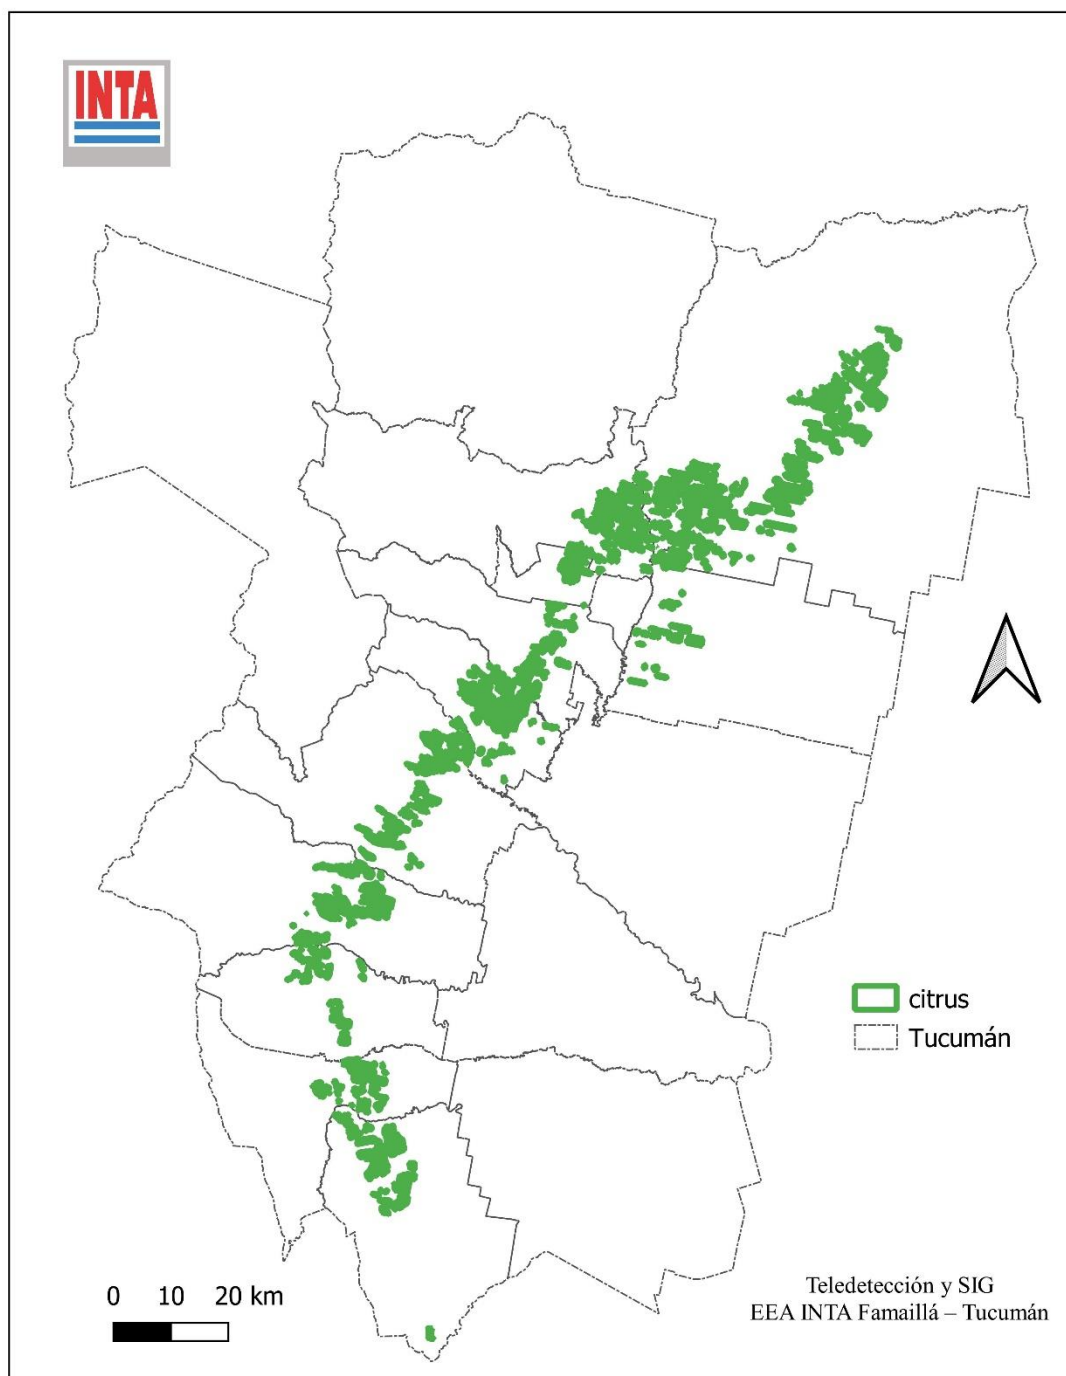 INTA
citrus
Tucumán
0 10 20 km
Teledetección y SIG
EEA INTA Famaillá – Tucumán